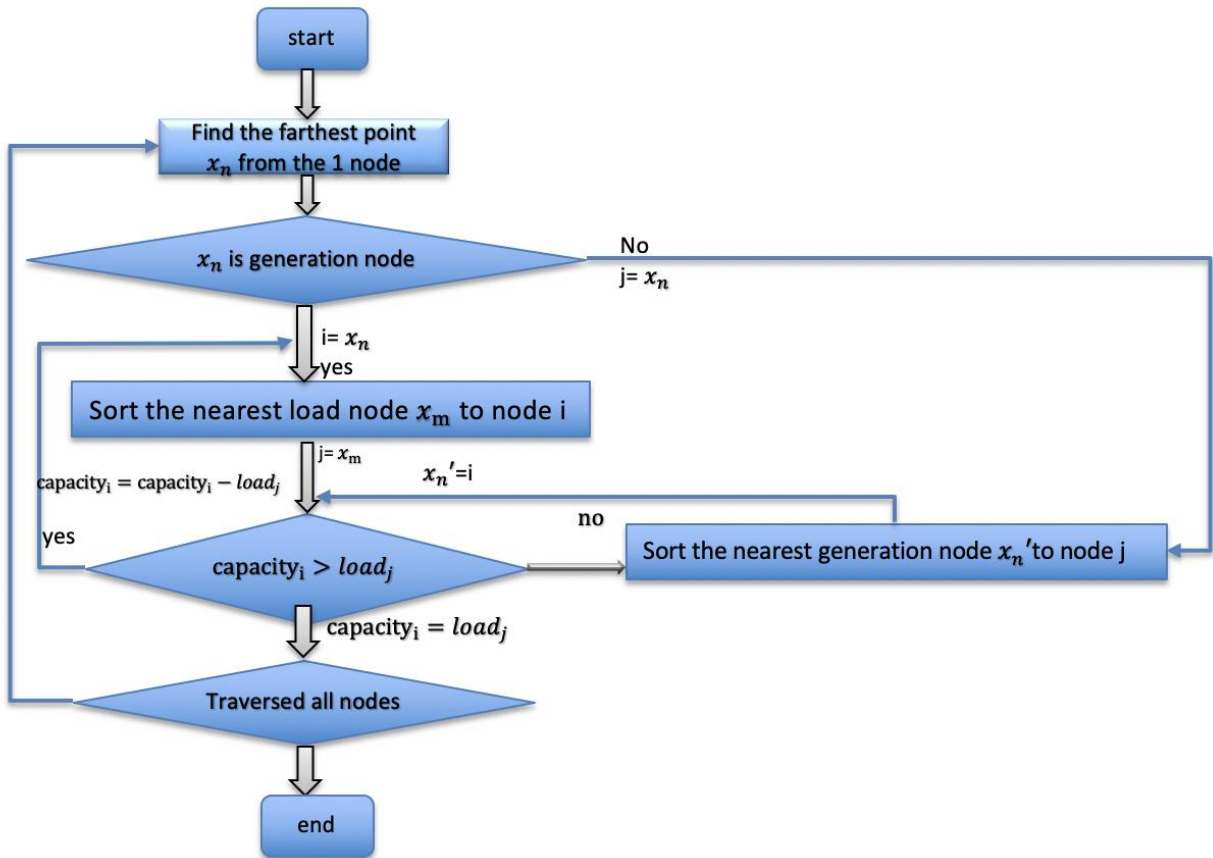 start
Find the farthest point
xₙ from the 1 node
xₙ is generation node
No
j= xₙ
i= xₙ
yes
Sort the nearest load node xₘ to node i
j= xₘ
xₙ′=i
capacityᵢ = capacityᵢ − loadⱼ
yes
no
capacityᵢ > loadⱼ
Sort the nearest generation node xₙ′to node j
capacityᵢ = loadⱼ
Traversed all nodes
end